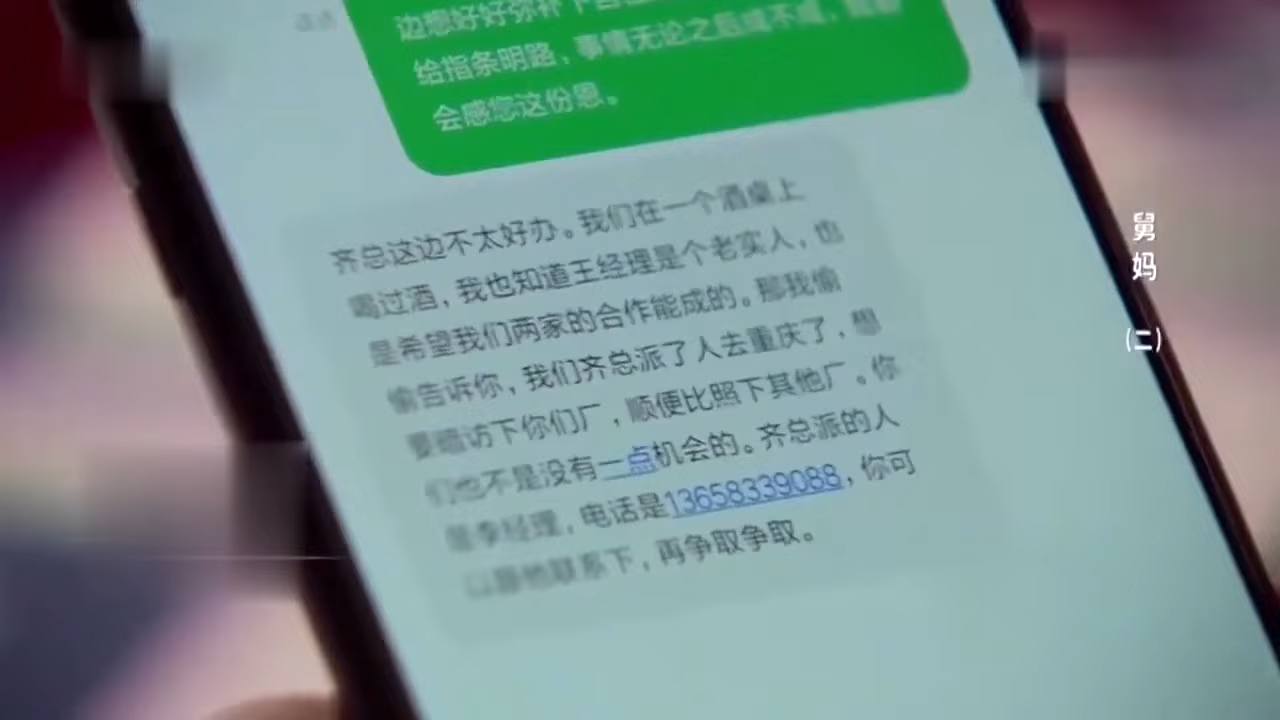 边想好好弥补下
给指条明路，事情无论之后成不成，
会感您这份恩。
齐总这边不太好办。我们在一个酒桌上
喝过酒，我也知道王经理是个老实人，也
是希望我们两家的合作能成的。那我偷
偷告诉你，我们齐总派了人去重庆了，想
要暗访下你们厂，顺便比照下其他厂。你
们也不是没有一点机会的。齐总派的人
是李经理，电话是13658339088，你可
以跟他联系下，再争取争取。
舅妈
（二）